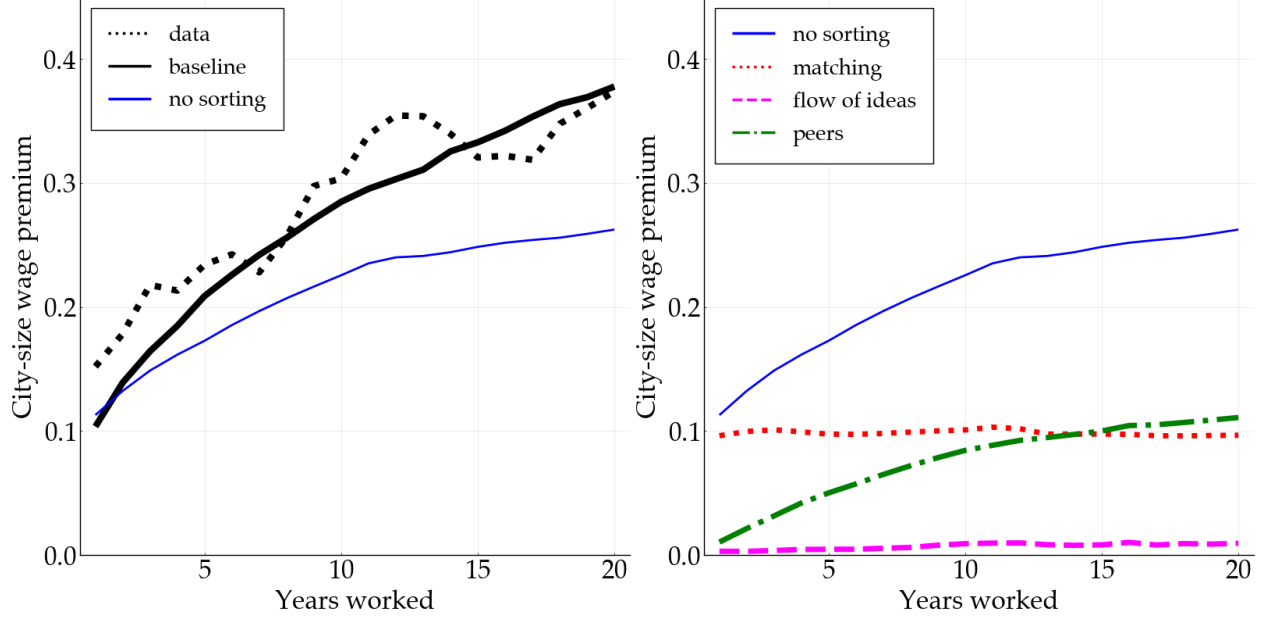 data
baseline
no sorting
0.4
0.3
0.2
0.1
0.0
City-size wage premium
5
10
15
20
Years worked
no sorting
matching
flow of ideas
peers
0.4
0.3
0.2
0.1
0.0
City-size wage premium
5
10
15
20
Years worked